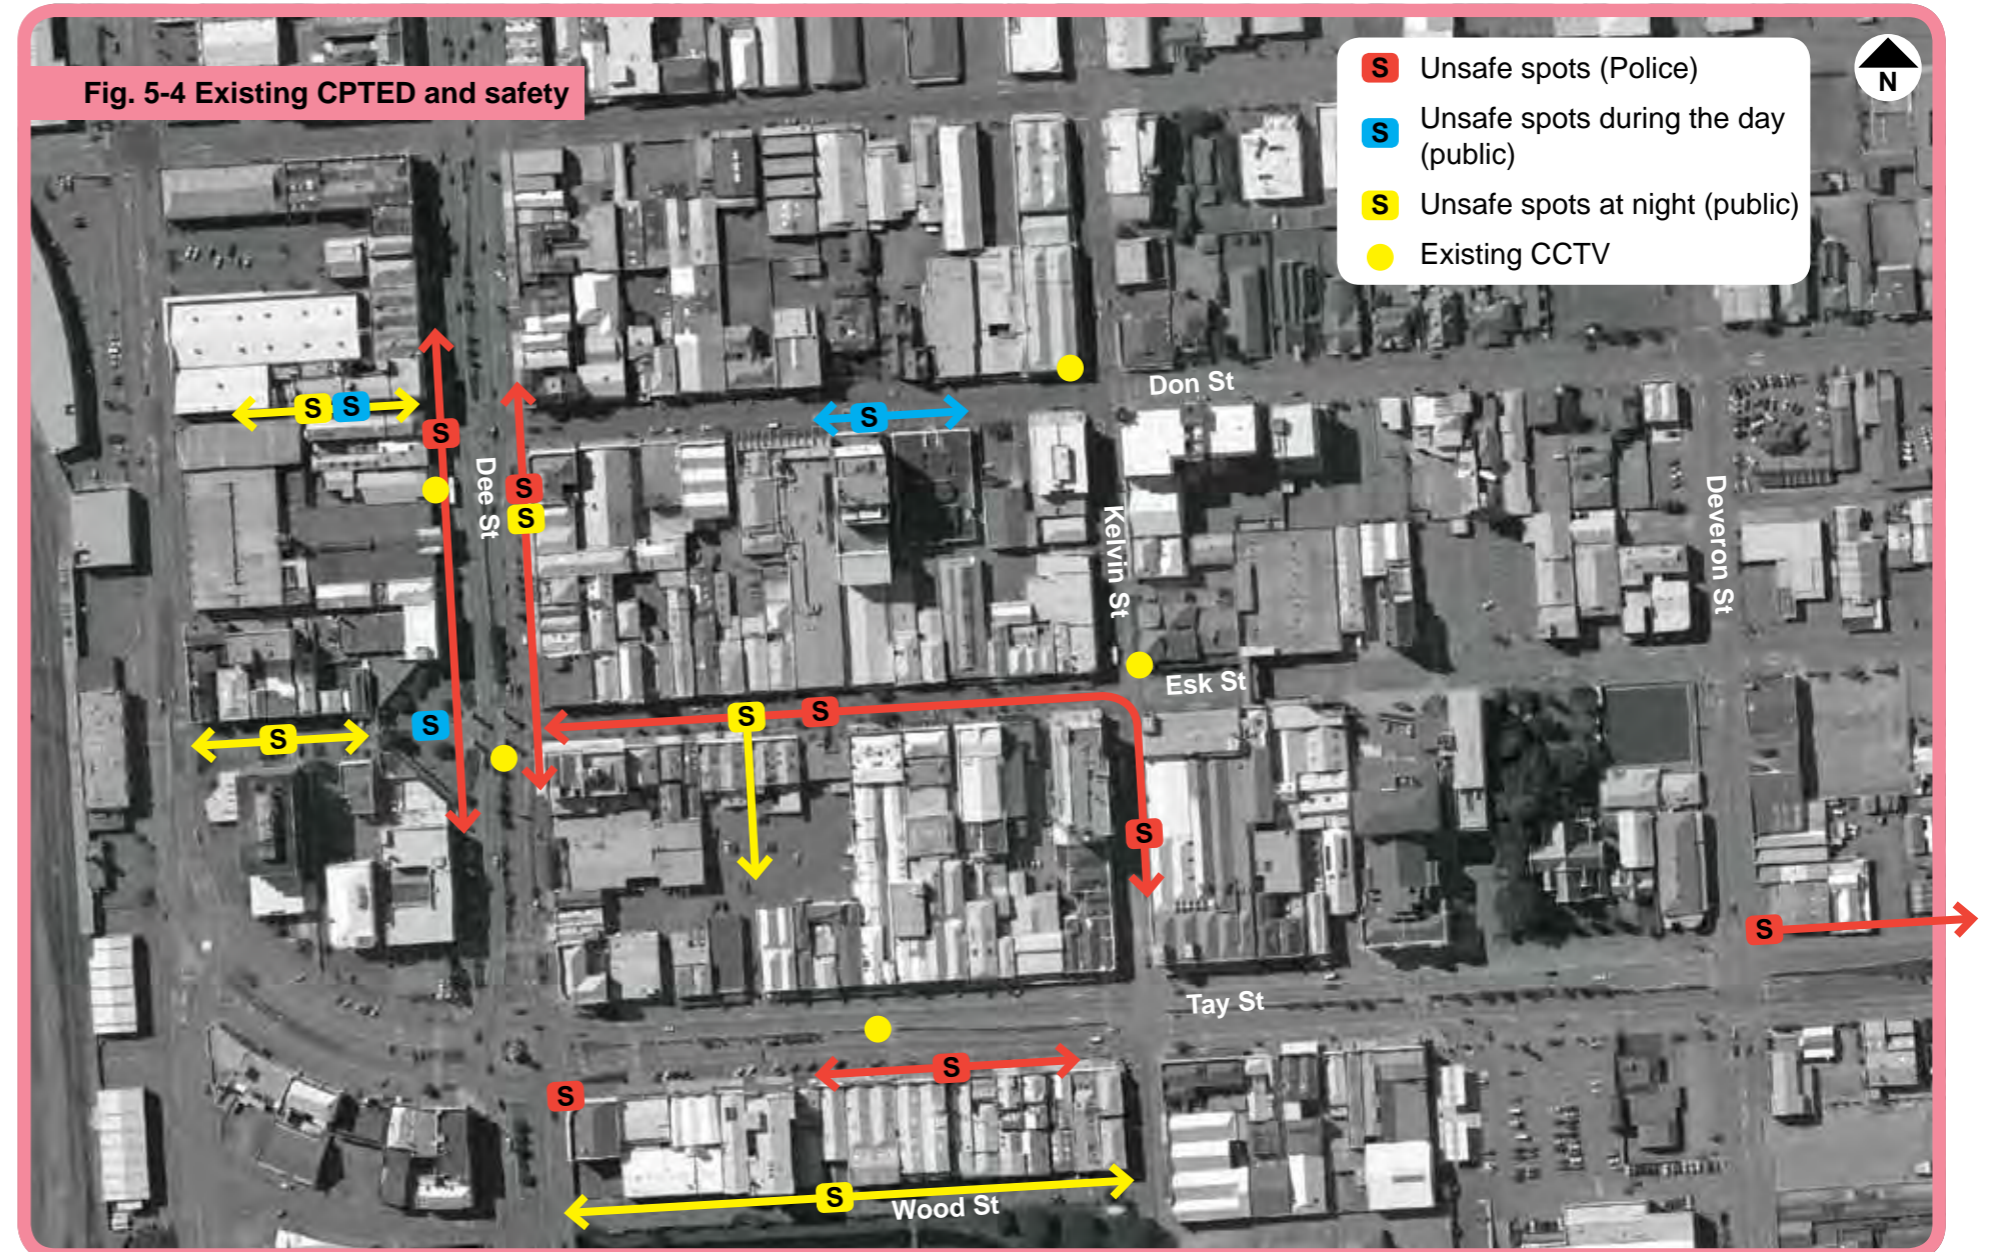 Fig. 5-4 Existing CPTED and safety
S Unsafe spots (Police)
S Unsafe spots during the day
(public)
S Unsafe spots at night (public)
Existing CCTV
N
Don St
S
S S
S
Dee St
S
S
Kelvin St
Deveron St
Esk St
S
S
S
S
S
S
Tay St
S
S
S
Wood St